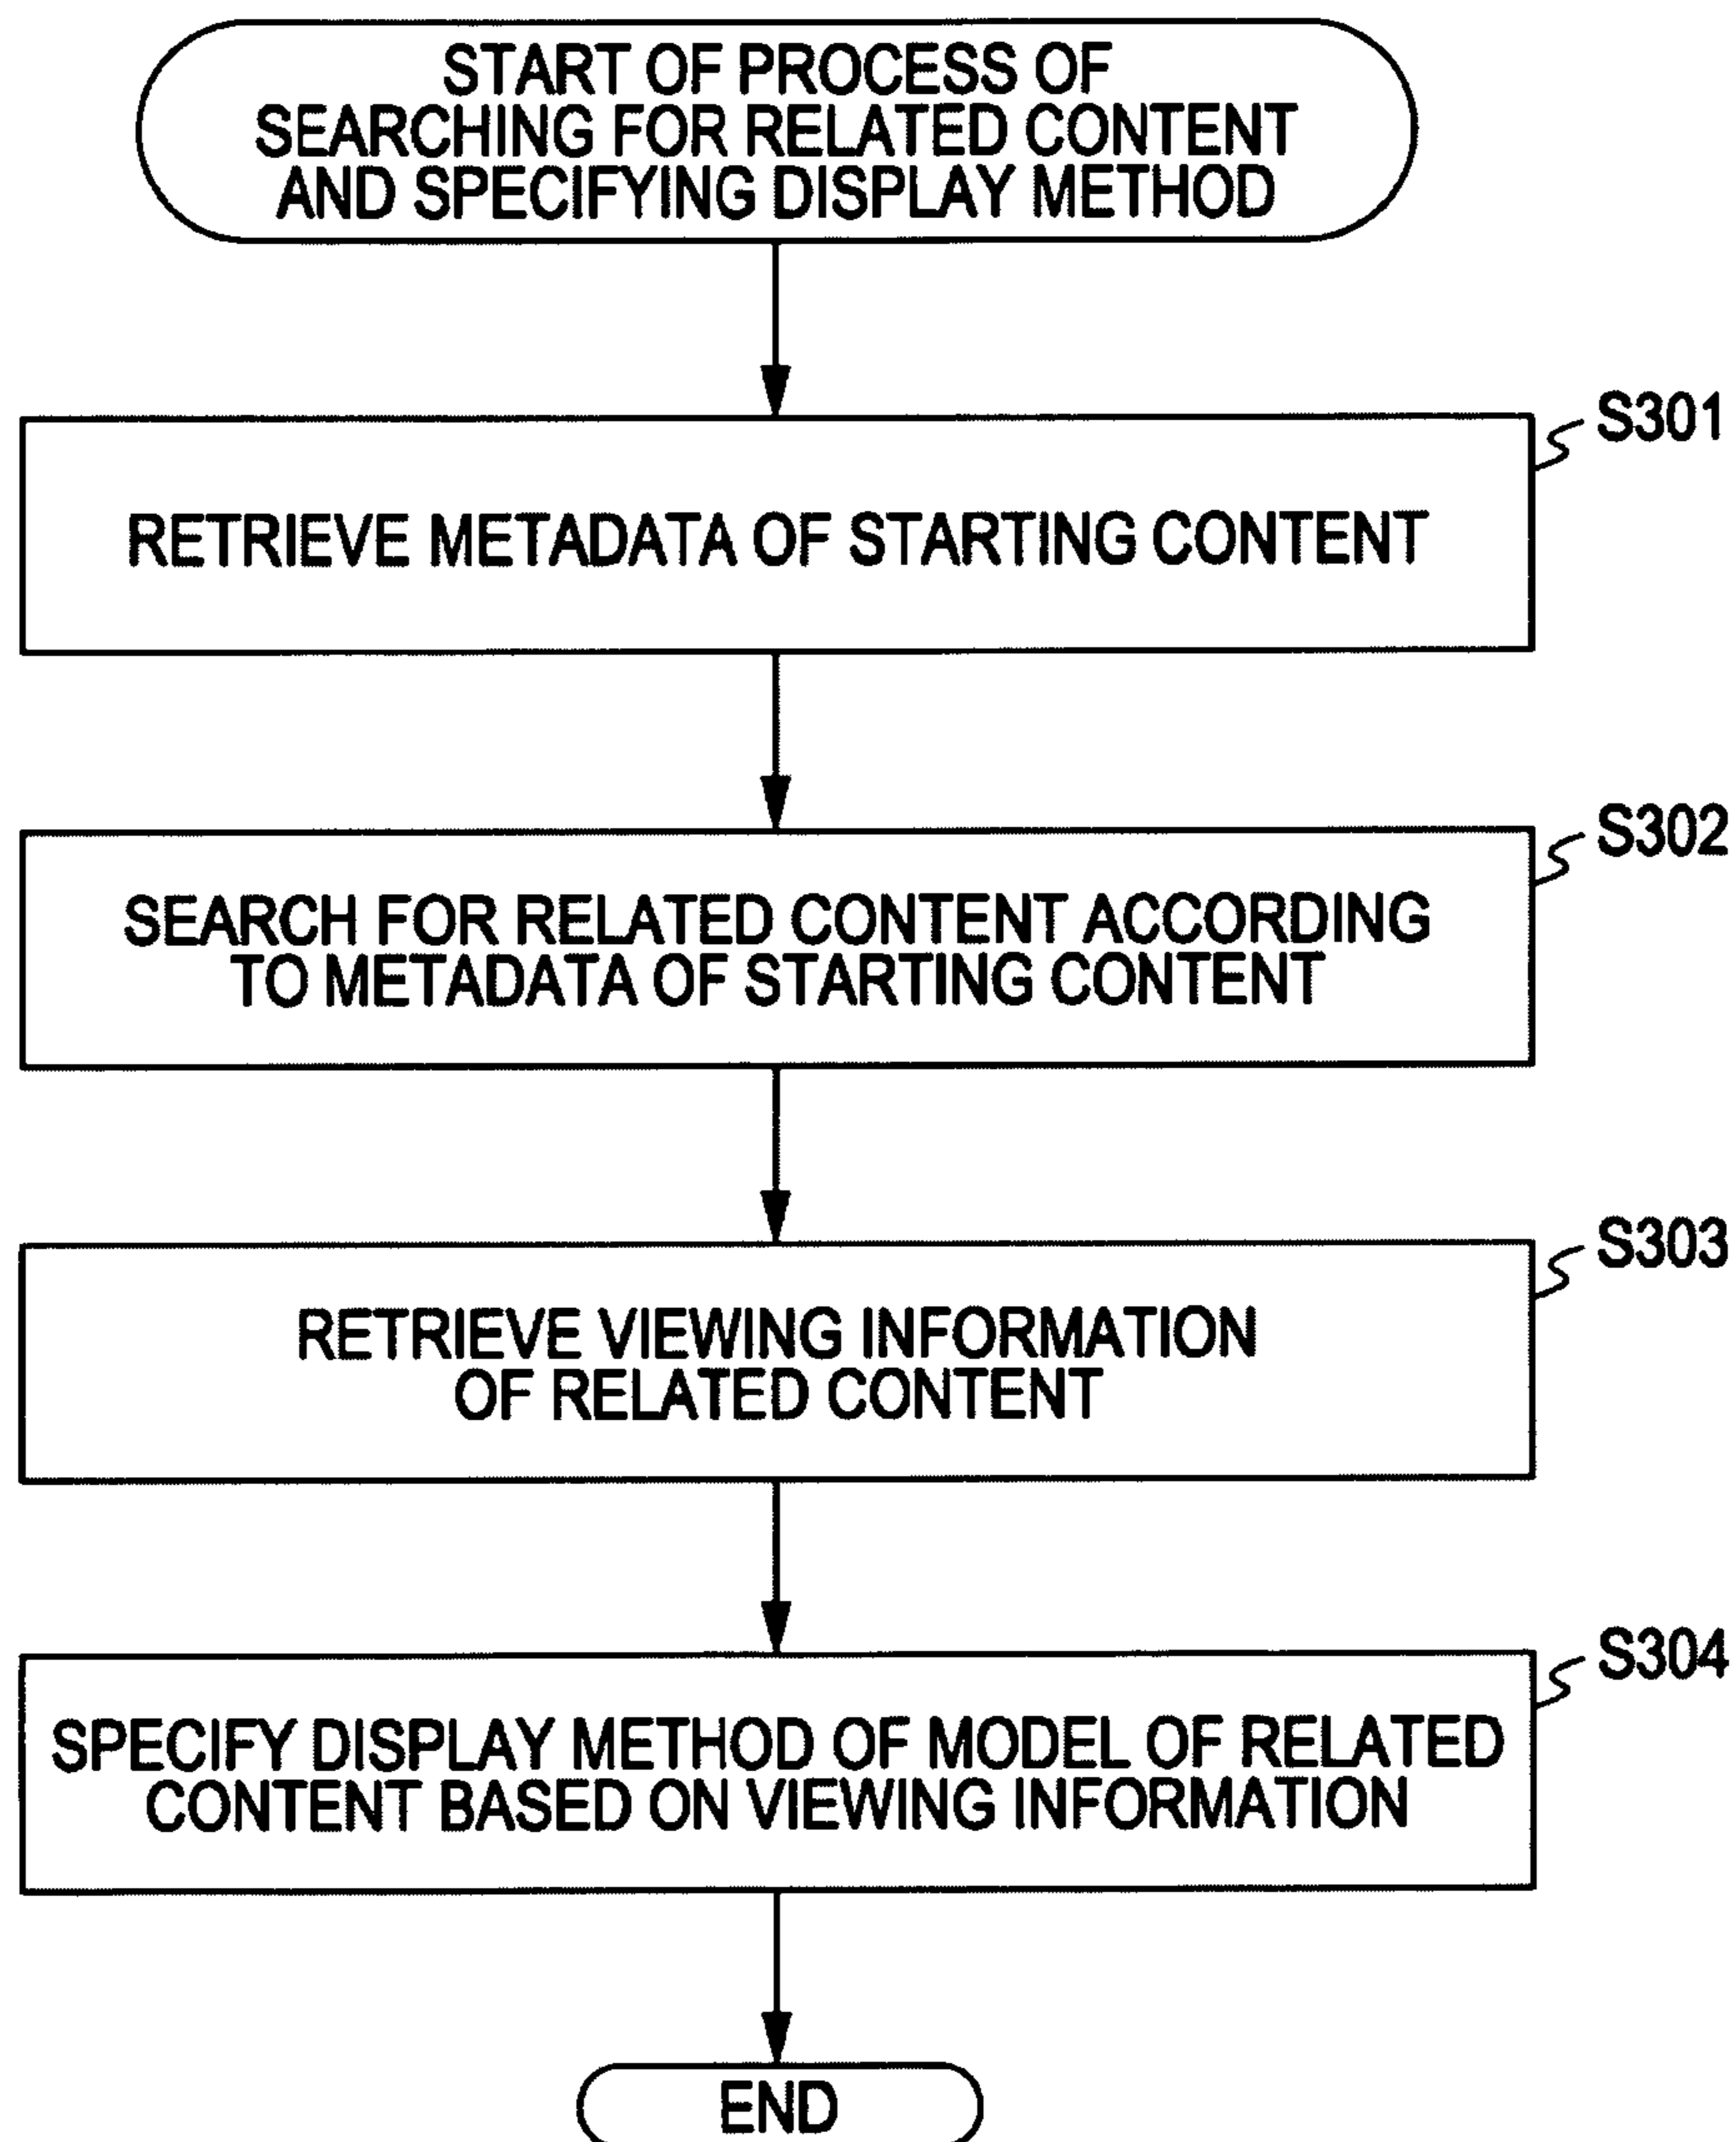 START OF PROCESS OF
SEARCHING FOR RELATED CONTENT
AND SPECIFYING DISPLAY METHOD
S301
RETRIEVE METADATA OF STARTING CONTENT
S302
SEARCH FOR RELATED CONTENT ACCORDING
TO METADATA OF STARTING CONTENT
S303
RETRIEVE VIEWING INFORMATION
OF RELATED CONTENT
S304
SPECIFY DISPLAY METHOD OF MODEL OF RELATED
CONTENT BASED ON VIEWING INFORMATION
END